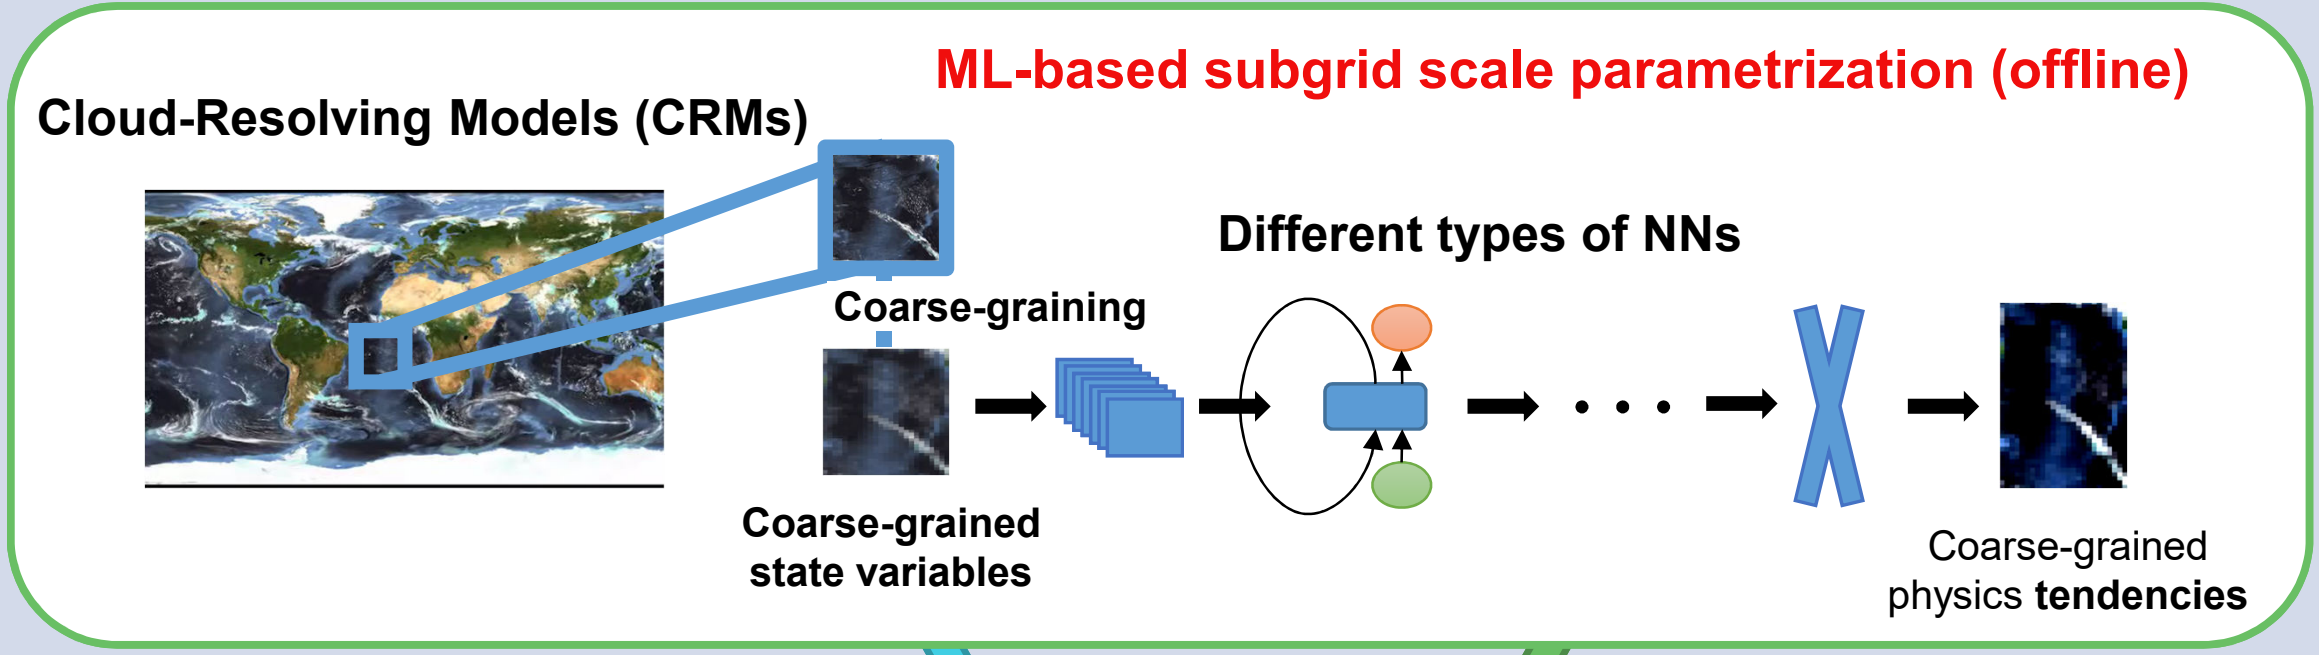 ML-based subgrid scale parametrization (offline)
Cloud-Resolving Models (CRMs)
Different types of NNs
Coarse-graining
Coarse-grained
state variables
Coarse-grained
physics tendencies